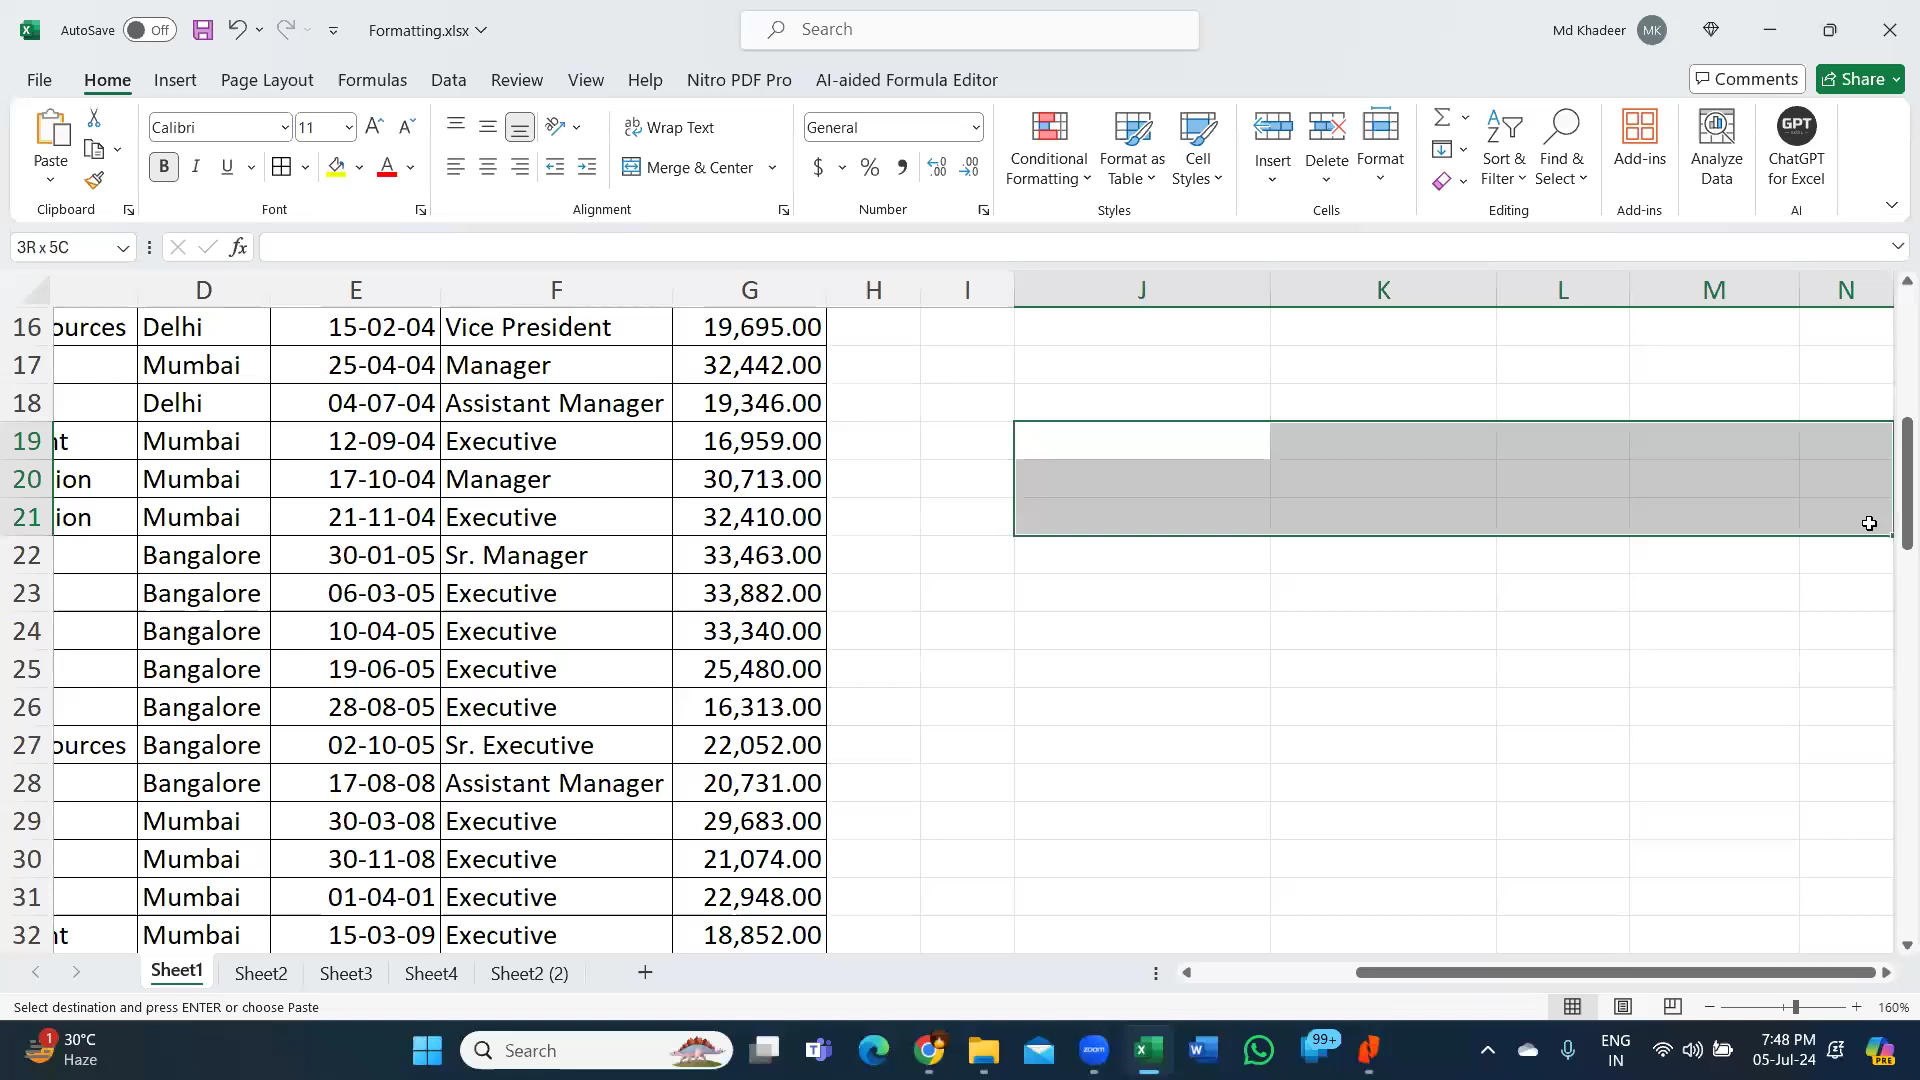 AutoSave Off Formatting.xlsx Search Md Khadeer MK
File Home Insert Page Layout Formulas Data Review View Help Nitro PDF Pro AI-aided Formula Editor Comments Share
Paste Calibri 11 Wrap Text General Conditional Formatting Format as Table Cell Styles Insert Delete Format Sort & Filter Find & Select Add-ins Analyze Data GPT ChatGPT for Excel
B I U A Merge & Center $ %
Clipboard Font Alignment Number Styles Cells Editing Add-ins AI
3R x 5C fx
D E F G H I J K L M N
16 ources Delhi 15-02-04 Vice President 19,695.00
17 Mumbai 25-04-04 Manager 32,442.00
18 Delhi 04-07-04 Assistant Manager 19,346.00
19 nt Mumbai 12-09-04 Executive 16,959.00
20 ion Mumbai 17-10-04 Manager 30,713.00
21 ion Mumbai 21-11-04 Executive 32,410.00
22 Bangalore 30-01-05 Sr. Manager 33,463.00
23 Bangalore 06-03-05 Executive 33,882.00
24 Bangalore 10-04-05 Executive 33,340.00
25 Bangalore 19-06-05 Executive 25,480.00
26 Bangalore 28-08-05 Executive 16,313.00
27 ources Bangalore 02-10-05 Sr. Executive 22,052.00
28 Bangalore 17-08-08 Assistant Manager 20,731.00
29 Mumbai 30-03-08 Executive 29,683.00
30 Mumbai 30-11-08 Executive 21,074.00
31 Mumbai 01-04-01 Executive 22,948.00
32 nt Mumbai 15-03-09 Executive 18,852.00
Sheet1 Sheet2 Sheet3 Sheet4 Sheet2 (2)
Select destination and press ENTER or choose Paste 160%
1 30°C Search zoom 99+ ENG 7:48 PM PRE
Haze IN 05-Jul-24